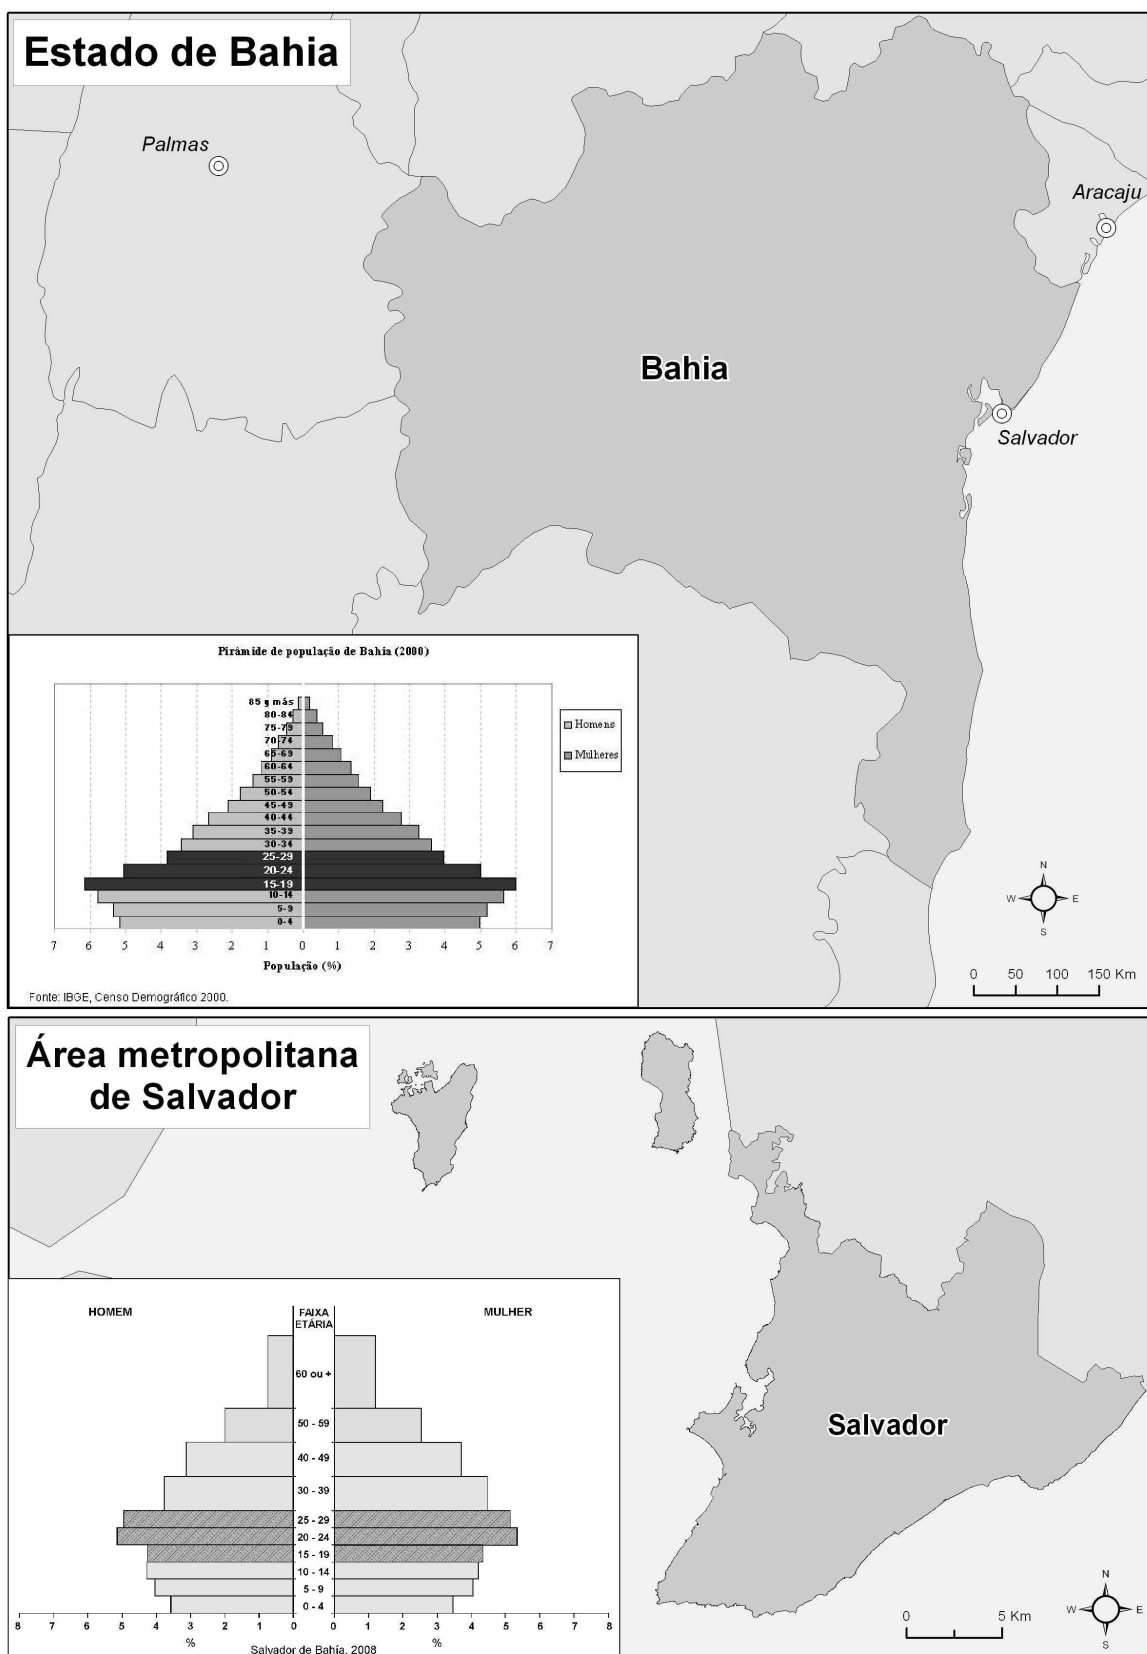 Estado de Bahia
Palmas
Aracaju
Bahia
Salvador
Pirâmide de população de Bahia (2000)
85 y más
80-84
75-79
70-74
65-69
60-64
55-59
50-54
45-49
40-44
35-39
30-34
25-29
20-24
15-19
10-14
5-9
0-4
7 6 5 4 3 2 1 0 1 2 3 4 5 6 7
População (%)
Homens
Mulheres
Fonte: IBGE, Censo Demográfico 2000.
N
W E
S
0 50 100 150 Km
Área metropolitana
de Salvador
HOMEM
FAIXA
ETÁRIA
MULHER
60 ou +
50 - 59
40 - 49
30 - 39
25 - 29
20 - 24
15 - 19
10 - 14
5 - 9
0 - 4
8 7 6 5 4 3 2 1 0 0 1 2 3 4 5 6 7 8
% %
Salvador de Bahía, 2008
Salvador
N
W E
S
0 5 Km